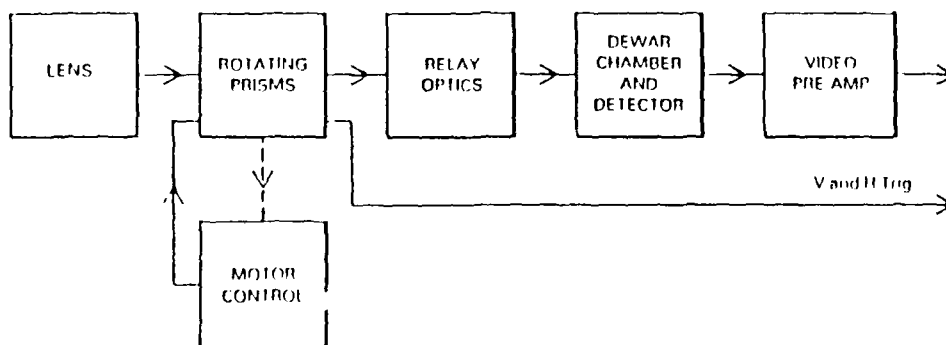 LENS
ROTATING
PRISMS
RELAY
OPTICS
DEWAR
CHAMBER
AND
DETECTOR
VIDEO
PRE AMP
V and H Trig
MOTOR
CONTROL